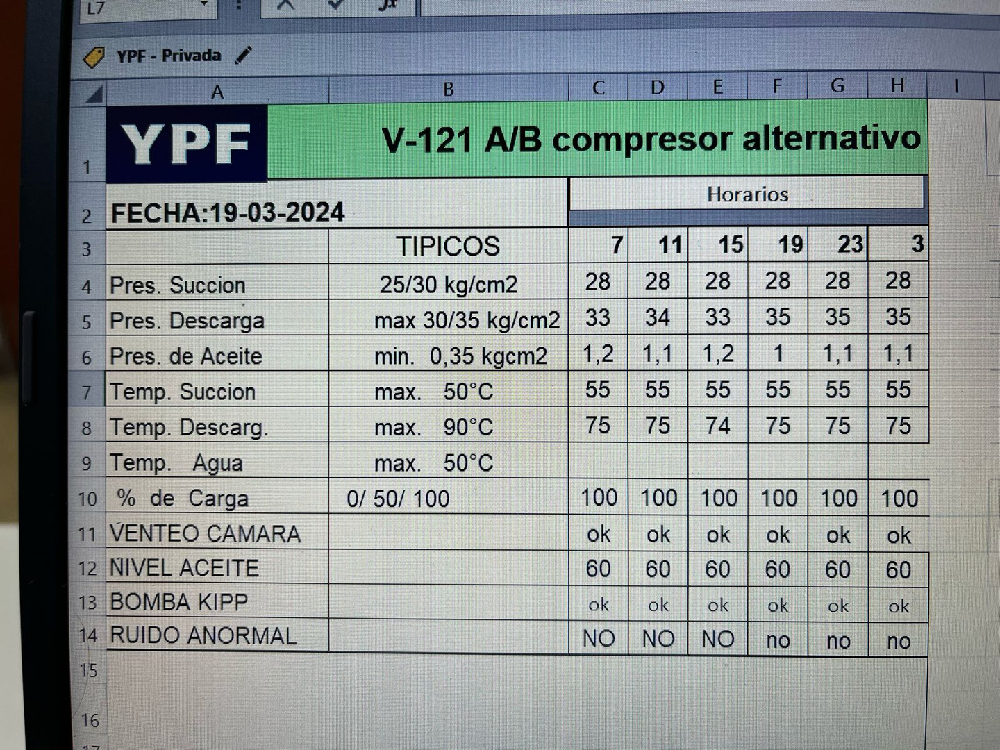 L7
fx
YPF - Privada
A B C D E F G H I
1 YPF V-121 A/B compresor alternativo
2 FECHA:19-03-2024 Horarios
3 TIPICOS 7 11 15 19 23 3
4 Pres. Succion 25/30 kg/cm2 28 28 28 28 28 28
5 Pres. Descarga max 30/35 kg/cm2 33 34 33 35 35 35
6 Pres. de Aceite min. 0,35 kgcm2 1,2 1,1 1,2 1 1,1 1,1
7 Temp. Succion max. 50°C 55 55 55 55 55 55
8 Temp. Descarg. max. 90°C 75 75 74 75 75 75
9 Temp. Agua max. 50°C
10 % de Carga 0/ 50/ 100 100 100 100 100 100 100
11 VENTEO CAMARA ok ok ok ok ok ok
12 NIVEL ACEITE 60 60 60 60 60 60
13 BOMBA KIPP ok ok ok ok ok ok
14 RUIDO ANORMAL NO NO NO no no no
15
16
17